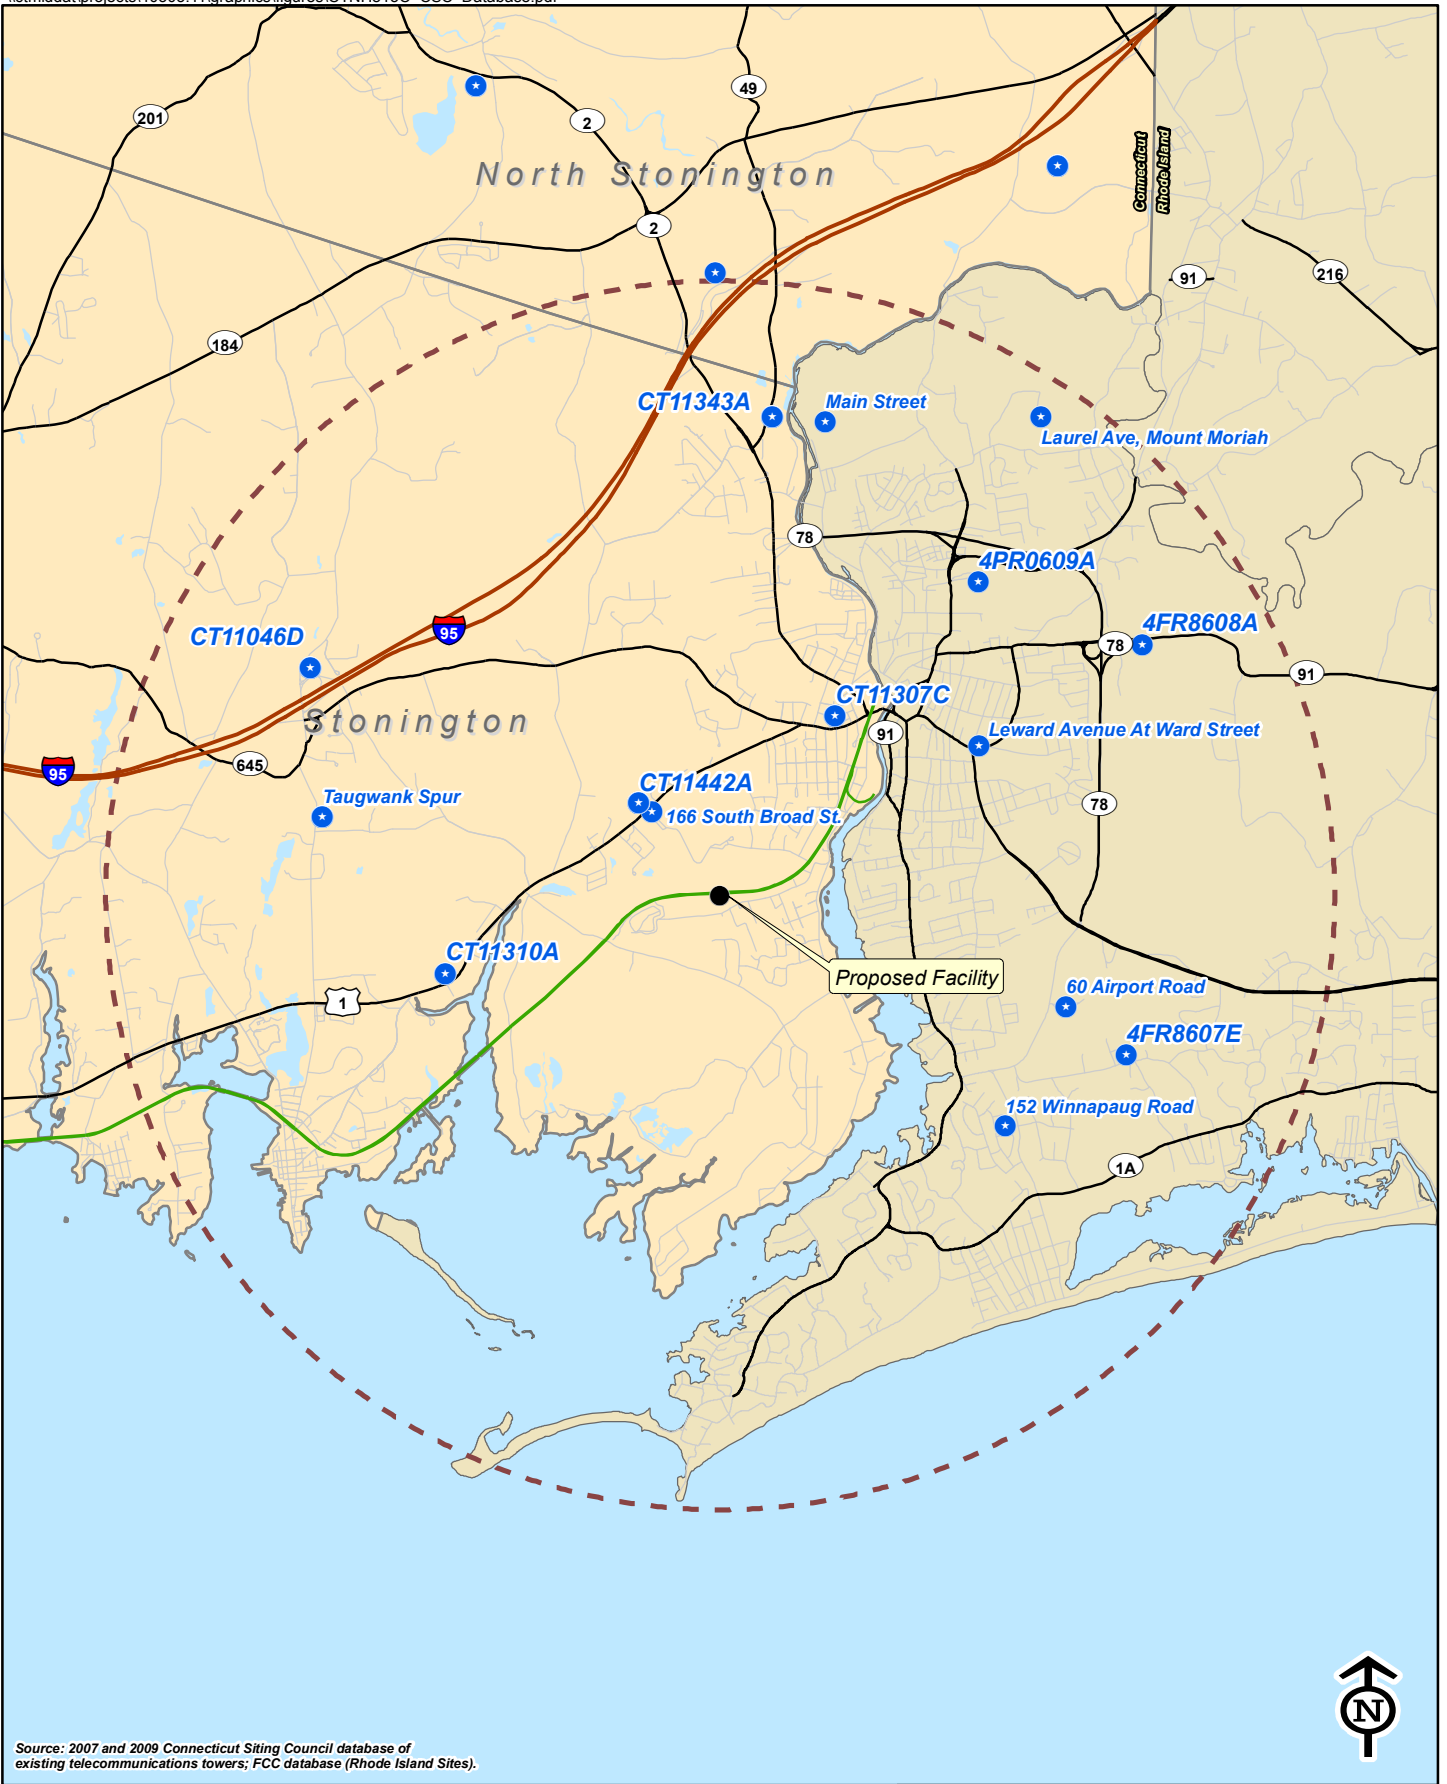 201
2
49
North Stonington
Connecticut
Rhode Island
2
91
216
184
CT11343A
Main Street
Laurel Ave, Mount Moriah
78
4PR0609A
CT11046D
95
4FR8608A
78
91
CT11307C
Stonington
91
Leward Avenue At Ward Street
645
95
CT11442A
Taugwank Spur
166 South Broad St.
78
CT11310A
Proposed Facility
1
60 Airport Road
4FR8607E
152 Winnapaug Road
1A
N
Source: 2007 and 2009 Connecticut Siting Council database of
existing telecommunications towers; FCC database (Rhode Island Sites).